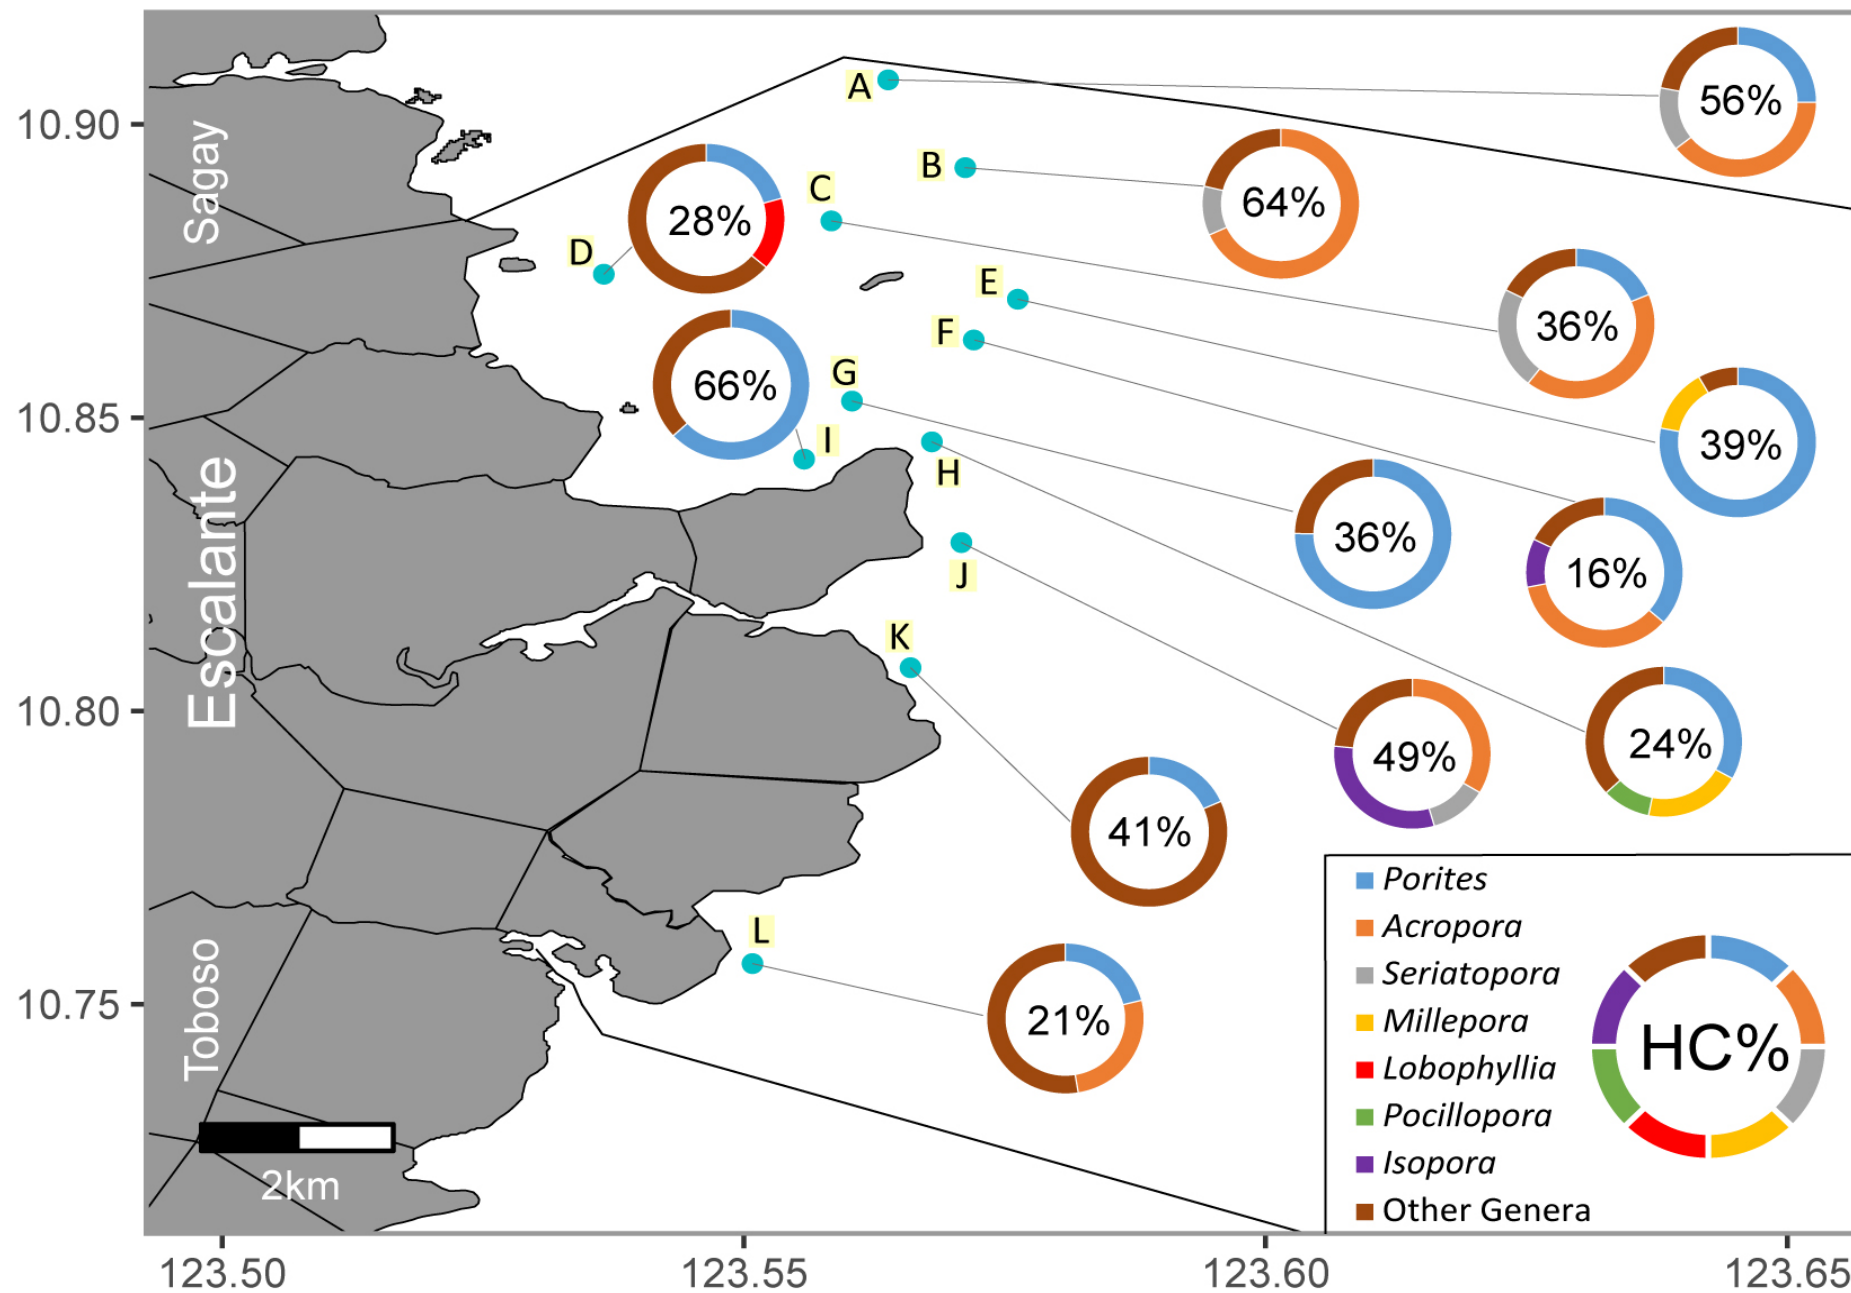 A
56%
10.90
Sagay
B
64%
C
28%
D
E
36%
F
66%
G
39%
10.85
I
H
36%
J
16%
Escalante
K
10.80
49%
24%
41%
Porites
L
Acropora
Toboso
Seriatopora
10.75
21%
Millepora
HC%
Lobophyllia
Pocillopora
Isopora
2km
Other Genera
123.50
123.55
123.60
123.65